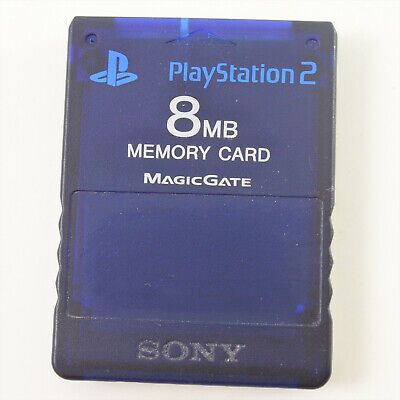 PlayStation 2
8MB
MEMORY CARD
MAGICGATE
SONY